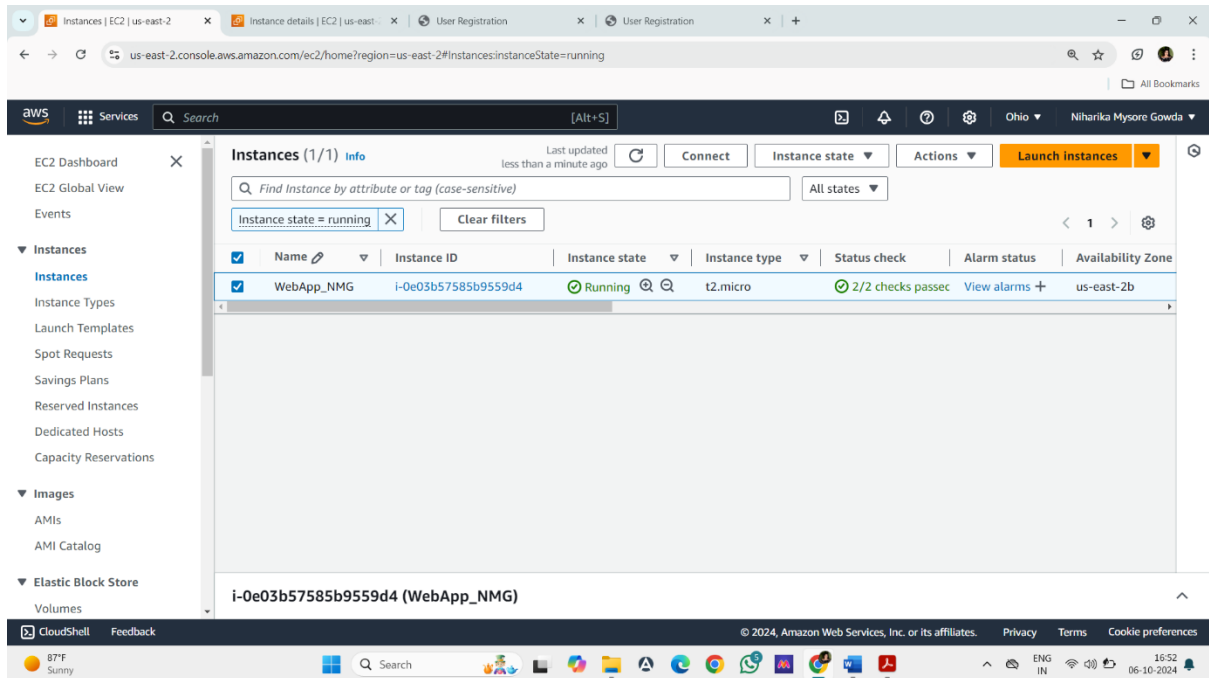 Instances | EC2 | us-east-2
Instance details | EC2 | us-east-
User Registration
User Registration
us-east-2.console.aws.amazon.com/ec2/home?region=us-east-2#Instances:instanceState=running
All Bookmarks
aws Services Search [Alt+S] Ohio Niharika Mysore Gowda
EC2 Dashboard
EC2 Global View
Events
Instances
Instances
Instance Types
Launch Templates
Spot Requests
Savings Plans
Reserved Instances
Dedicated Hosts
Capacity Reservations
Images
AMIs
AMI Catalog
Elastic Block Store
Volumes
Instances (1/1) Info
Last updated
less than a minute ago
Connect Instance state Actions Launch instances
Find Instance by attribute or tag (case-sensitive) All states
Instance state = running Clear filters 1
Name Instance ID Instance state Instance type Status check Alarm status Availability Zone
WebApp_NMG i-0e03b57585b9559d4 Running t2.micro 2/2 checks passec View alarms + us-east-2b
i-0e03b57585b9559d4 (WebApp_NMG)
CloudShell Feedback © 2024, Amazon Web Services, Inc. or its affiliates. Privacy Terms Cookie preferences
87°F
Sunny
Search
ENG
IN
16:52
06-10-2024